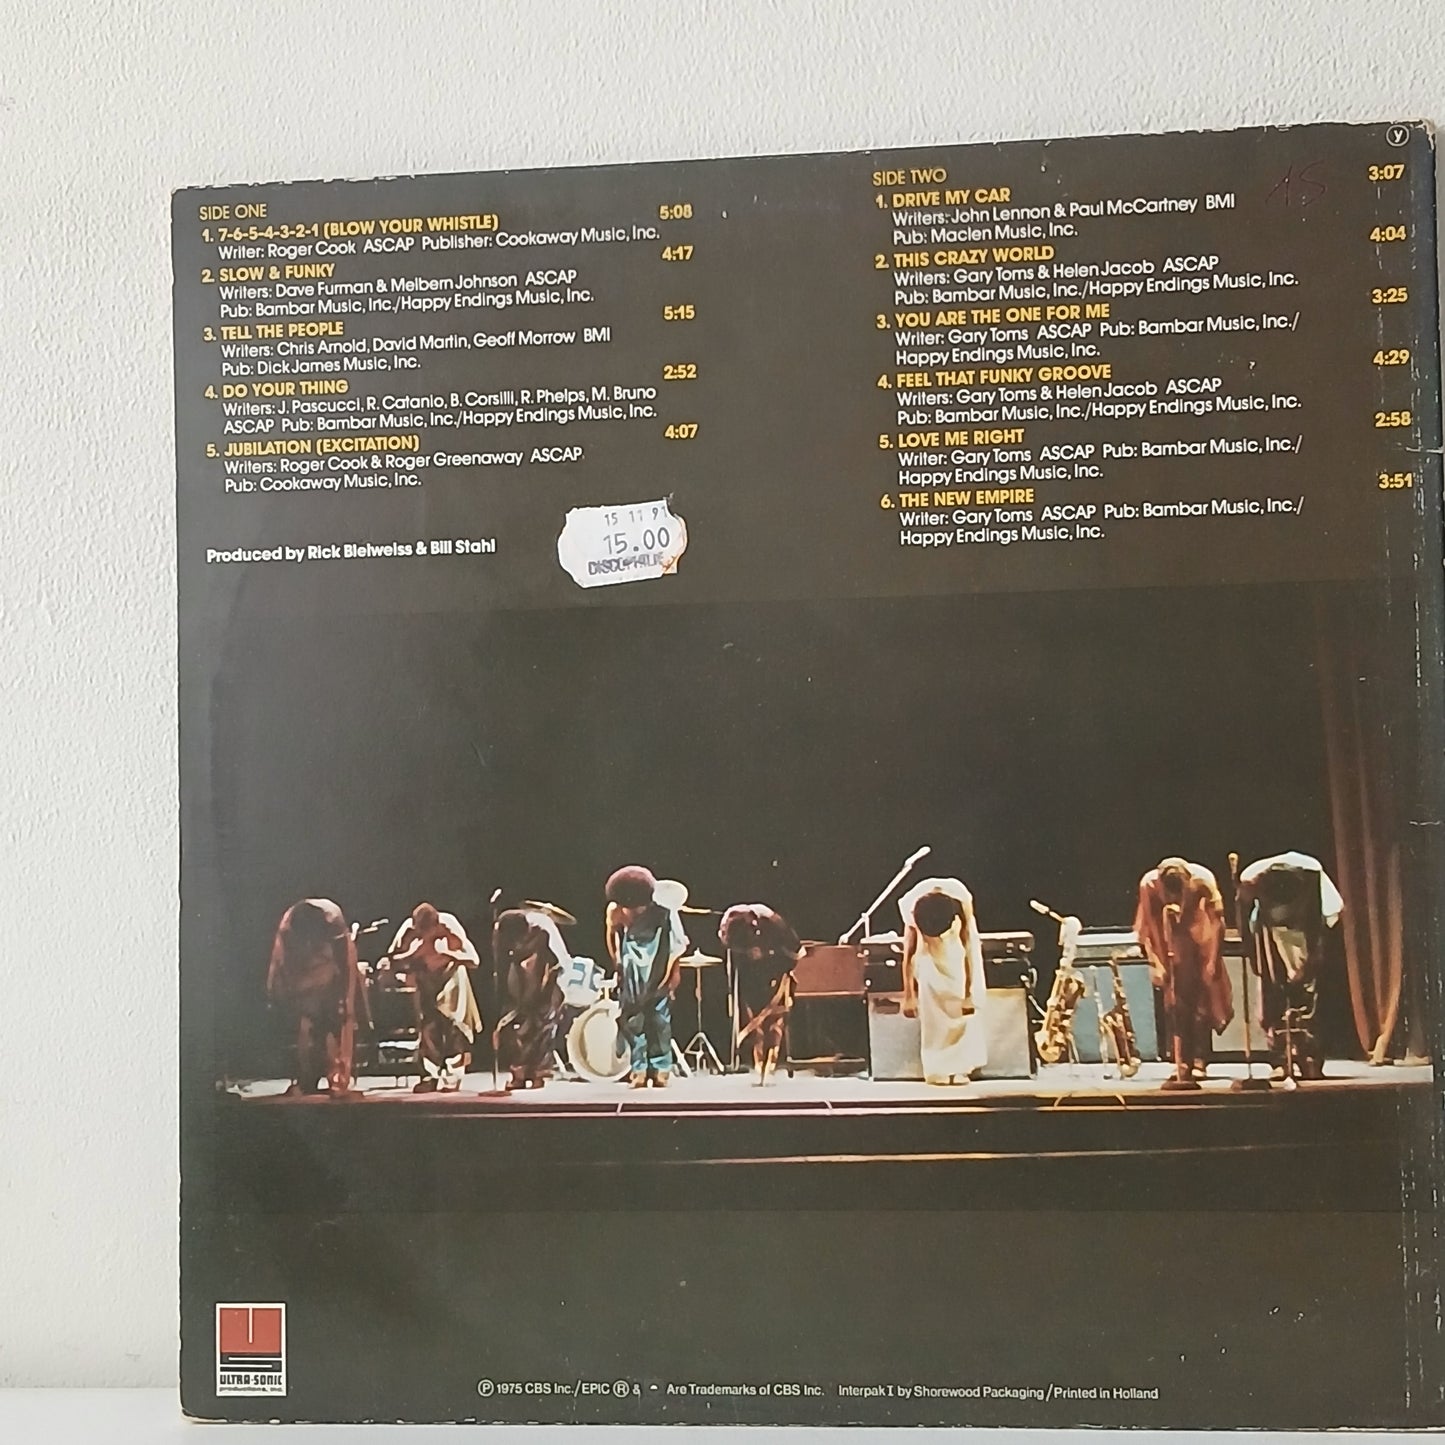 SIDE ONE
1. 7-6-5-4-3-2-1 (BLOW YOUR WHISTLE) 5:08
Writer: Roger Cook ASCAP Publisher: Cookaway Music, Inc.
2. SLOW & FUNKY 4:17
Writers: Dave Furman & Melbern Johnson ASCAP
Pub: Bambar Music, Inc./Happy Endings Music, Inc.
3. TELL THE PEOPLE 5:15
Writers: Chris Arnold, David Martin, Geoff Morrow BMI
Pub: Dick James Music, Inc.
4. DO YOUR THING 2:52
Writers: J. Pascucci, R. Catanio, B. Corsilli, R. Phelps, M. Bruno
ASCAP Pub: Bambar Music, Inc./Happy Endings Music, Inc.
5. JUBILATION (EXCITATION) 4:07
Writers: Roger Cook & Roger Greenaway ASCAP
Pub: Cookaway Music, Inc.
Produced by Rick Bleiweiss & Bill Stahl
15 11 91
15.00
DISCOPHILE
y
15
SIDE TWO
1. DRIVE MY CAR 3:07
Writers: John Lennon & Paul McCartney BMI
Pub: Maclen Music, Inc.
2. THIS CRAZY WORLD 4:04
Writers: Gary Toms & Helen Jacob ASCAP
Pub: Bambar Music, Inc./Happy Endings Music, Inc.
3. YOU ARE THE ONE FOR ME 3:25
Writer: Gary Toms ASCAP Pub: Bambar Music, Inc./
Happy Endings Music, Inc.
4. FEEL THAT FUNKY GROOVE 4:29
Writers: Gary Toms & Helen Jacob ASCAP
Pub: Bambar Music, Inc./Happy Endings Music, Inc.
5. LOVE ME RIGHT 2:58
Writer: Gary Toms ASCAP Pub: Bambar Music, Inc./
Happy Endings Music, Inc.
6. THE NEW EMPIRE 3:51
Writer: Gary Toms ASCAP Pub: Bambar Music, Inc./
Happy Endings Music, Inc.
ULTRA-SONIC
productions, inc.
Ⓟ 1975 CBS Inc./EPIC ® & Are Trademarks of CBS Inc. Interpak I by Shorewood Packaging/Printed in Holland